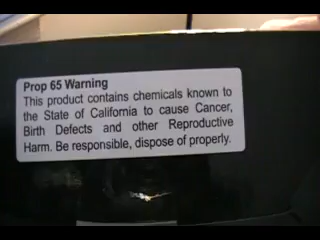 Prop 65 Warning
This product contains chemicals known to
the State of California to cause Cancer,
Birth Defects and other Reproductive
Harm. Be responsible, dispose of properly.